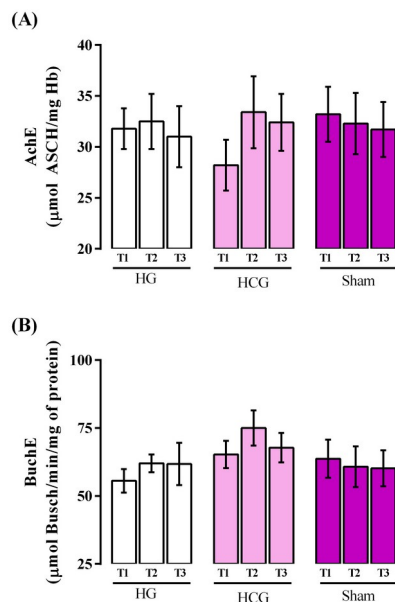 (A)
40
35
30
25
20
AchE
(μmol ASCH/mg Hb)
T1 T2 T3 T1 T2 T3 T1 T2 T3
HG HCG Sham
(B)
100
75
50
25
BuchE
(μmol Busch/min/mg of protein)
T1 T2 T3 T1 T2 T3 T1 T2 T3
HG HCG Sham